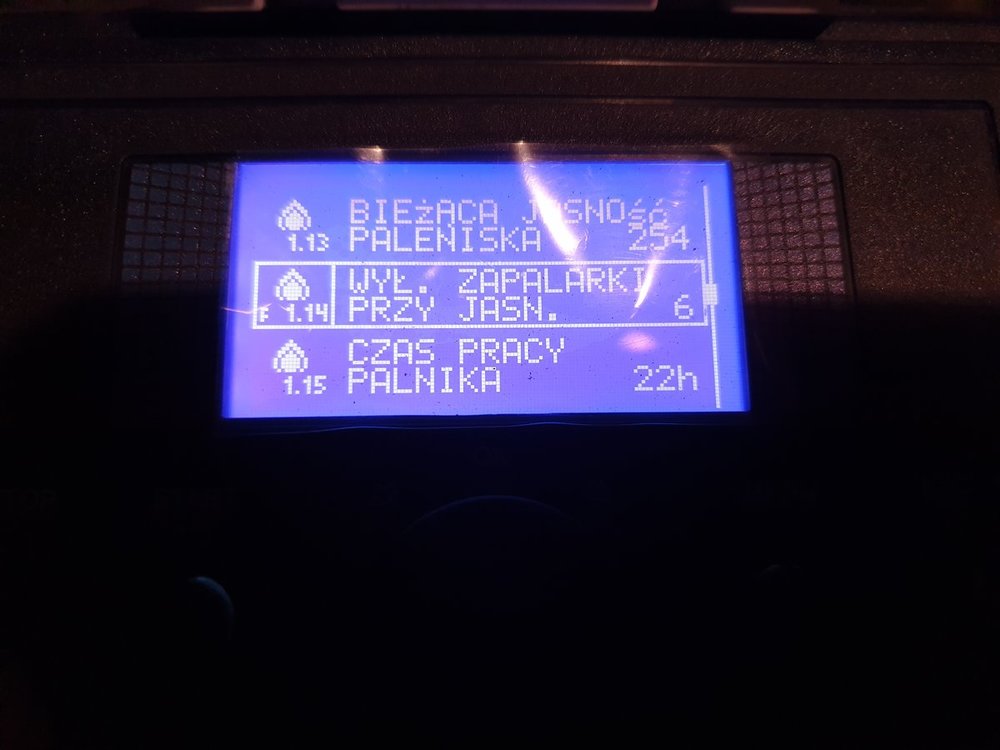 BIEŻĄCA JASNOŚĆ
1.13 PALENISKA 254
WYŁ. ZAPALARKI
E 1.14 PRZY JASN. 6
CZAS PRACY
1.15 PALNIKA 22h